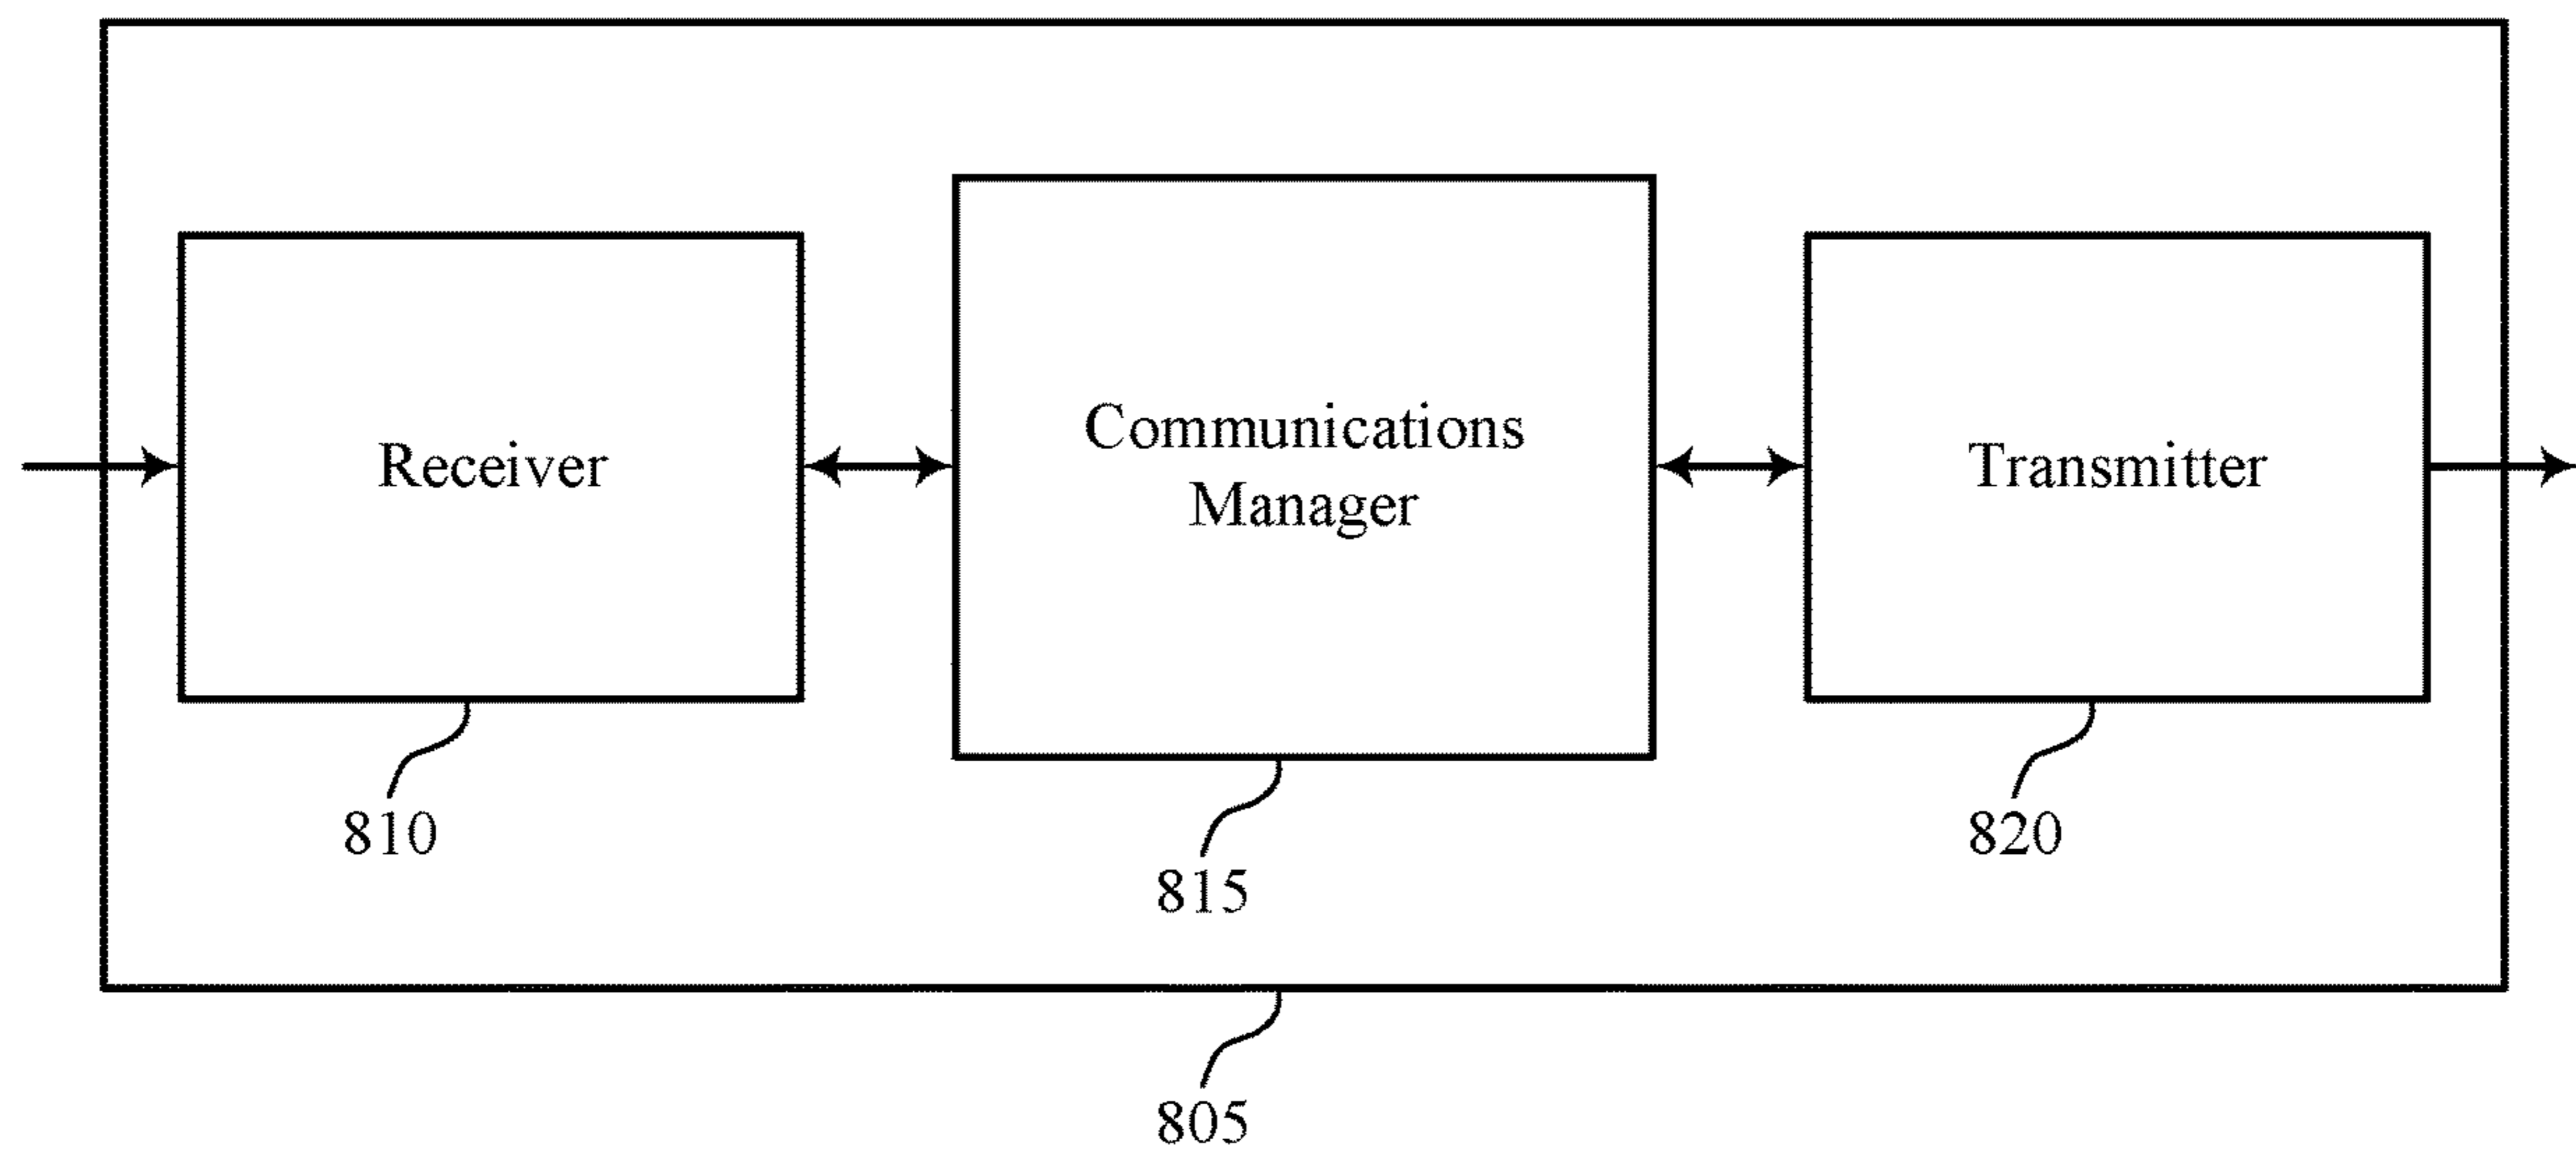 Receiver
Communications
Manager
Transmitter
810
815
820
805